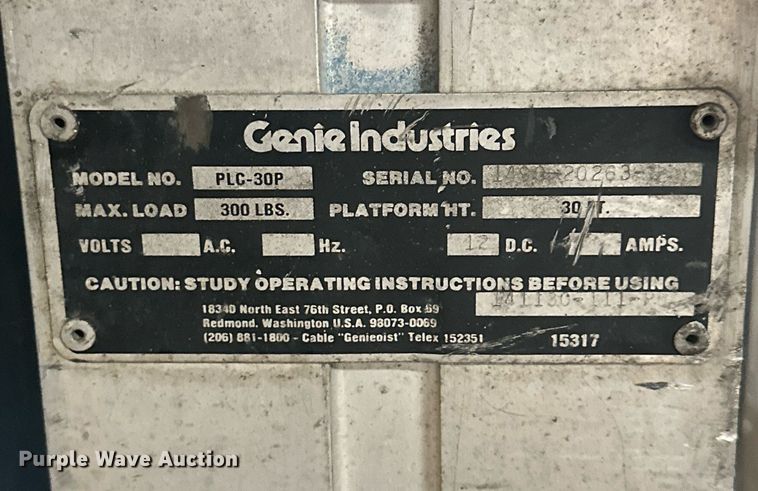 Genie Industries
MODEL NO. PLC-30P SERIAL NO.
MAX. LOAD 300 LBS. PLATFORM HT. 30 FT.
VOLTS A.C. Hz. 12 D.C. AMPS.
CAUTION: STUDY OPERATING INSTRUCTIONS BEFORE USING
18340 North East 76th Street, P.O. Box 69
Redmond, Washington U.S.A. 98073-0069
(206) 881-1800 - Cable "Genieoist" Telex 152351
15317
Purple Wave Auction